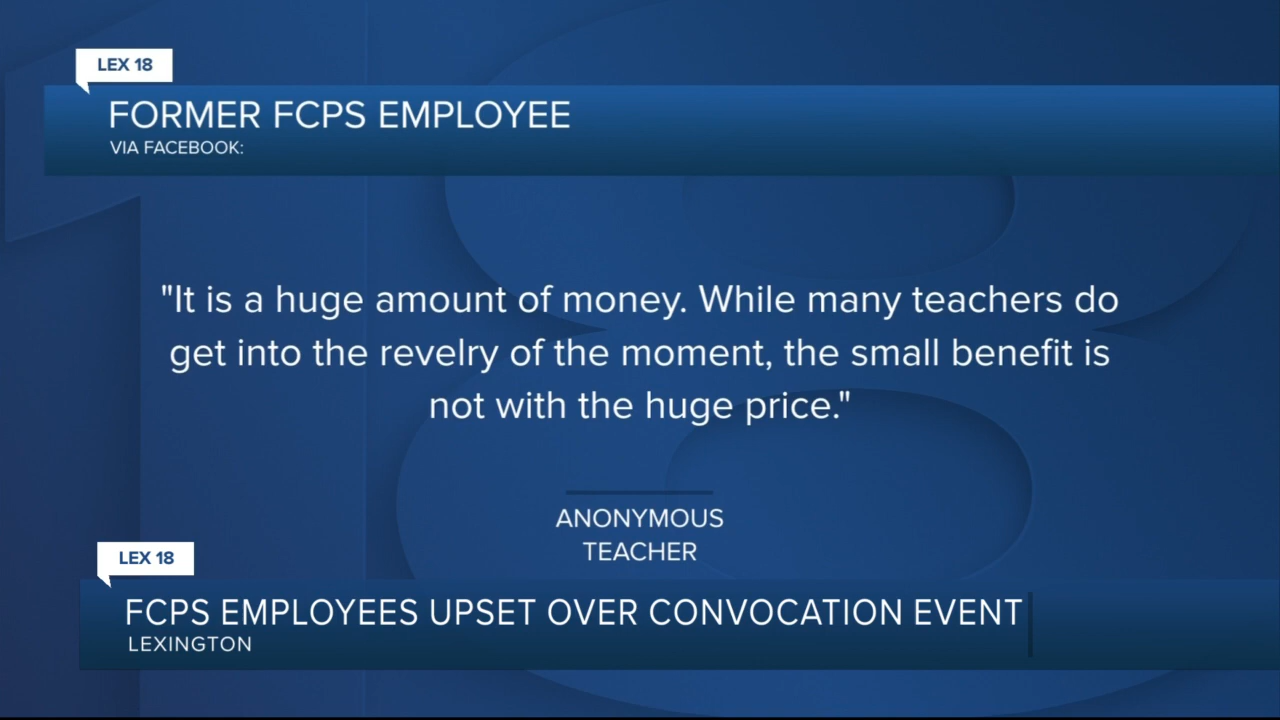 LEX 18
FORMER FCPS EMPLOYEE
VIA FACEBOOK:
"It is a huge amount of money. While many teachers do
get into the revelry of the moment, the small benefit is
not with the huge price."
ANONYMOUS
TEACHER
LEX 18
FCPS EMPLOYEES UPSET OVER CONVOCATION EVENT
LEXINGTON